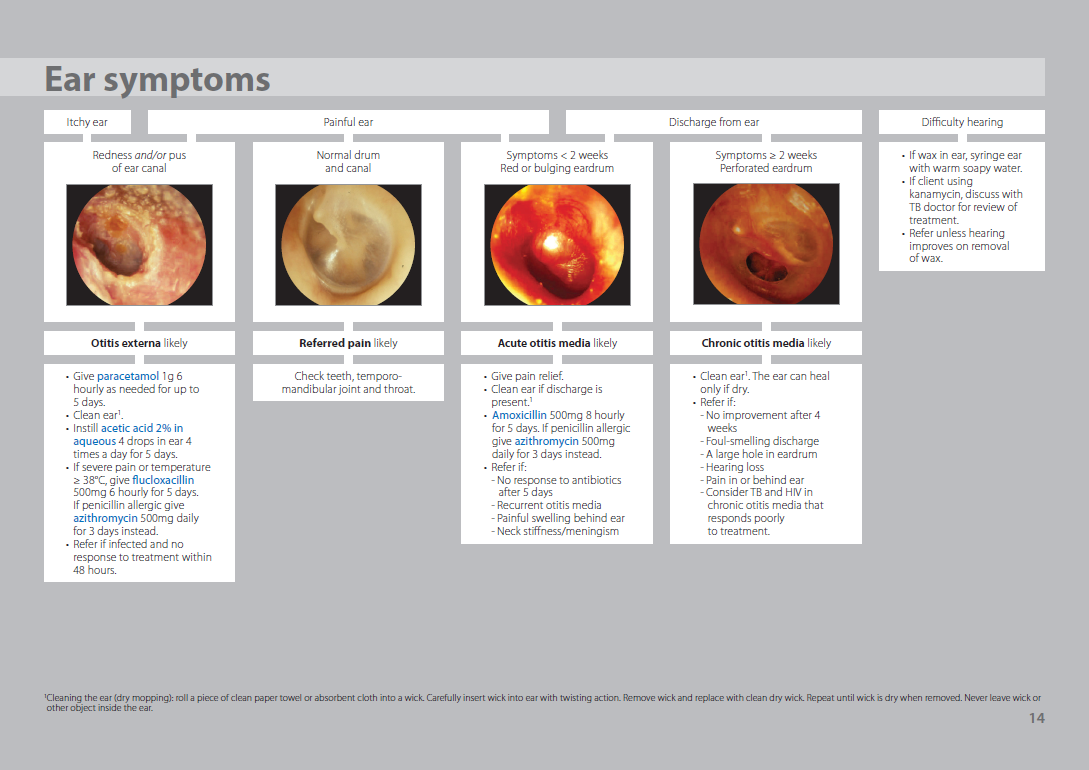 Ear symptoms
Itchy ear
Painful ear
Discharge from ear
Difficulty hearing
Redness and/or pus
of ear canal
Normal drum
and canal
Symptoms < 2 weeks
Red or bulging eardrum
Symptoms ≥ 2 weeks
Perforated eardrum
• If wax in ear, syringe ear
with warm soapy water.
• If client using
kanamycin, discuss with
TB doctor for review of
treatment.
• Refer unless hearing
improves on removal
of wax.
Otitis externa likely
Referred pain likely
Acute otitis media likely
Chronic otitis media likely
• Give paracetamol 1g 6
hourly as needed for up to
5 days.
• Clean ear¹.
• Instill acetic acid 2% in
aqueous 4 drops in ear 4
times a day for 5 days.
• If severe pain or temperature
≥ 38°C, give flucloxacillin
500mg 6 hourly for 5 days.
If penicillin allergic give
azithromycin 500mg daily
for 3 days instead.
• Refer if infected and no
response to treatment within
48 hours.
Check teeth, temporo-
mandibular joint and throat.
• Give pain relief.
• Clean ear if discharge is
present.¹
• Amoxicillin 500mg 8 hourly
for 5 days. If penicillin allergic
give azithromycin 500mg
daily for 3 days instead.
• Refer if:
- No response to antibiotics
after 5 days
- Recurrent otitis media
- Painful swelling behind ear
- Neck stiffness/meningism
• Clean ear¹. The ear can heal
only if dry.
• Refer if:
- No improvement after 4
weeks
- Foul-smelling discharge
- A large hole in eardrum
- Hearing loss
- Pain in or behind ear
- Consider TB and HIV in
chronic otitis media that
responds poorly
to treatment.
¹Cleaning the ear (dry mopping): roll a piece of clean paper towel or absorbent cloth into a wick. Carefully insert wick into ear with twisting action. Remove wick and replace with clean dry wick. Repeat until wick is dry when removed. Never leave wick or
other object inside the ear.
14